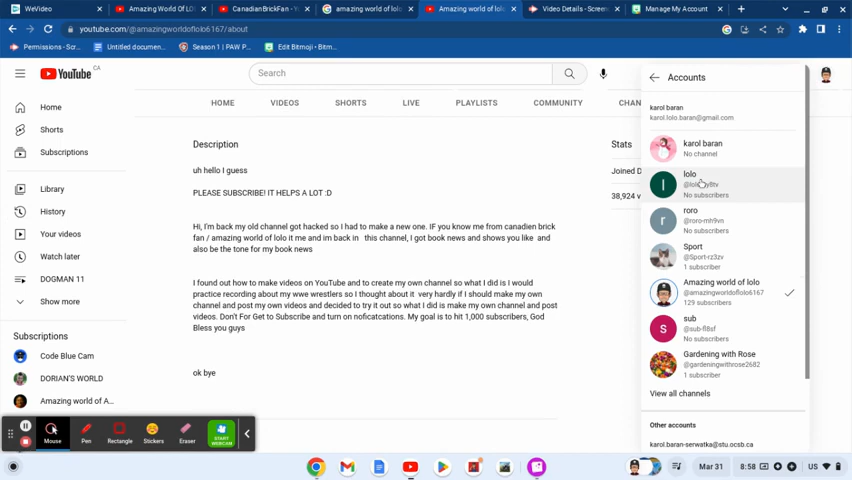 WeVideo
Amazing World Of LO
CanadianBrickFan - Y
amazing world of lolo
Amazing world of lolo
Video Details - Screen
Manage My Account
youtube.com/@amazingworldoflolo6167/about
Permissions - Scr...
Untitled documen...
Season 1 | PAW P...
Edit Bitmoji - Bitm...
YouTube CA
Search
Accounts
HOME VIDEOS SHORTS LIVE PLAYLISTS COMMUNITY CHAN
Home
Shorts
Subscriptions
Library
History
Your videos
Watch later
DOGMAN 11
Show more
Subscriptions
Code Blue Cam
DORIAN'S WORLD
Amazing world of A...
Description
uh hello I guess
PLEASE SUBSCRIBE! IT HELPS A LOT :D
Hi, I'm back my old channel got hacked so I had to make a new one. IF you know me from canadien brick
fan / amazing world of lolo it me and im back in this channel, I got book news and shows you like and
also be the tone for my book news
I found out how to make videos on YouTube and to create my own channel so what I did is I would
practice recording about my wwe wrestlers so I thought about it very hardly if I should make my own
channel and post my own videos and decided to try it out so what I did is make my own channel and post
my videos. Don't For Get to Subscribe and turn on noficatcations. My goal is to hit 1,000 subscribers, God
Bless you guys
ok bye
Stats
Joined D
38,924 v
karol baran
karol.lolo.baran@gmail.com
karol baran
No channel
lolo
No subscribers
roro
@roro-mh9vn
No subscribers
Sport
@Sport-rz3zv
1 subscriber
Amazing world of lolo
@amazingworldoflolo6167
129 subscribers
sub
@sub-fl8sf
No subscribers
Gardening with Rose
@gardeningwithrose2682
1 subscriber
View all channels
Other accounts
karol.baran-serwatka@stu.ocsb.ca
Mouse
Pen
Rectangle
Stickers
Eraser
START
WEBCAM
Mar 31 8:58 US